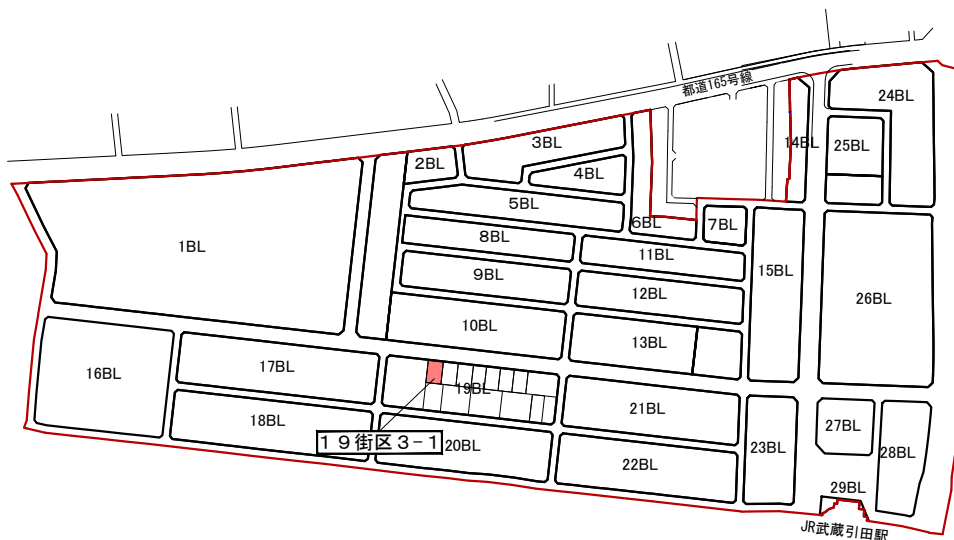 都道165号線
24BL
3BL
14BL
25BL
2BL
4BL
5BL
6BL
7BL
8BL
11BL
1BL
9BL
15BL
12BL
26BL
10BL
13BL
17BL
16BL
19BL
21BL
18BL
27BL
１９街区３-１
20BL
23BL
28BL
22BL
29BL
JR武蔵引田駅